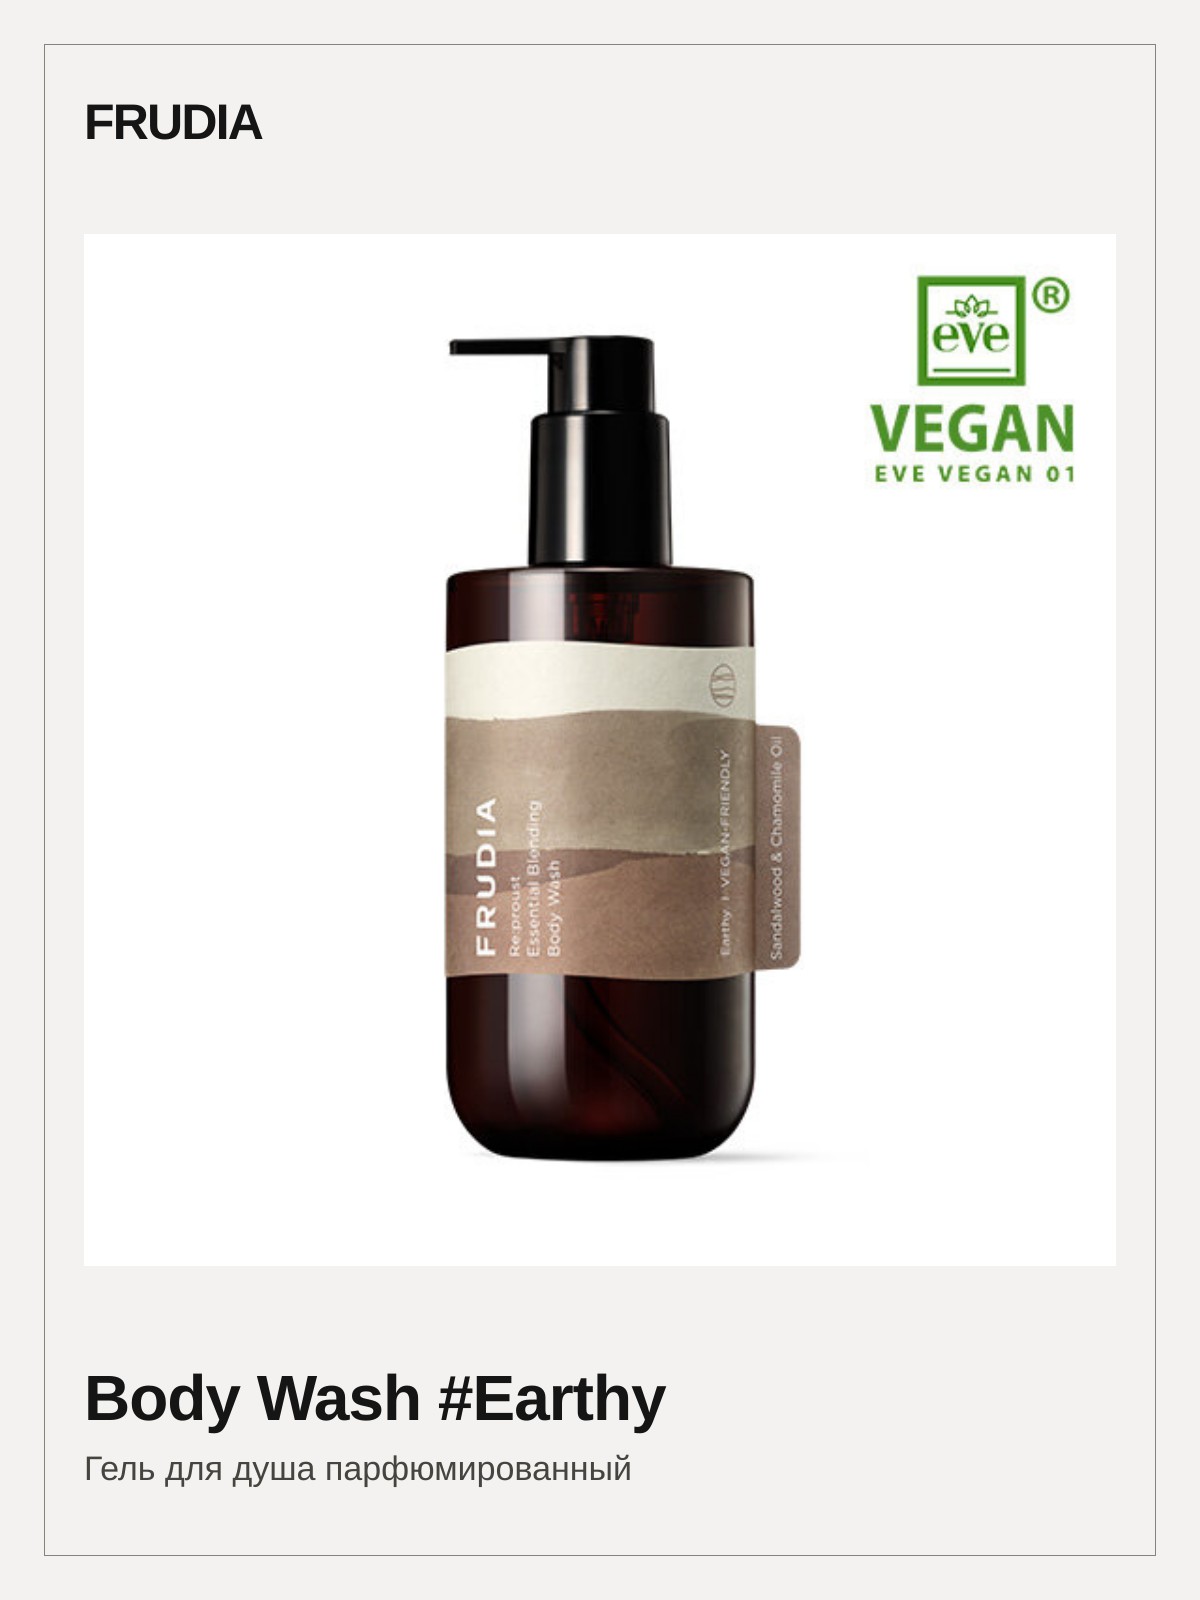 FRUDIA
eve
®
VEGAN
EVE VEGAN 01
FRUDIA
Re:proust
Essential Blending
Body Wash
Earthy I VEGAN-FRIENDLY
Sandalwood & Chamomile Oil
Body Wash #Earthy
Гель для душа парфюмированный